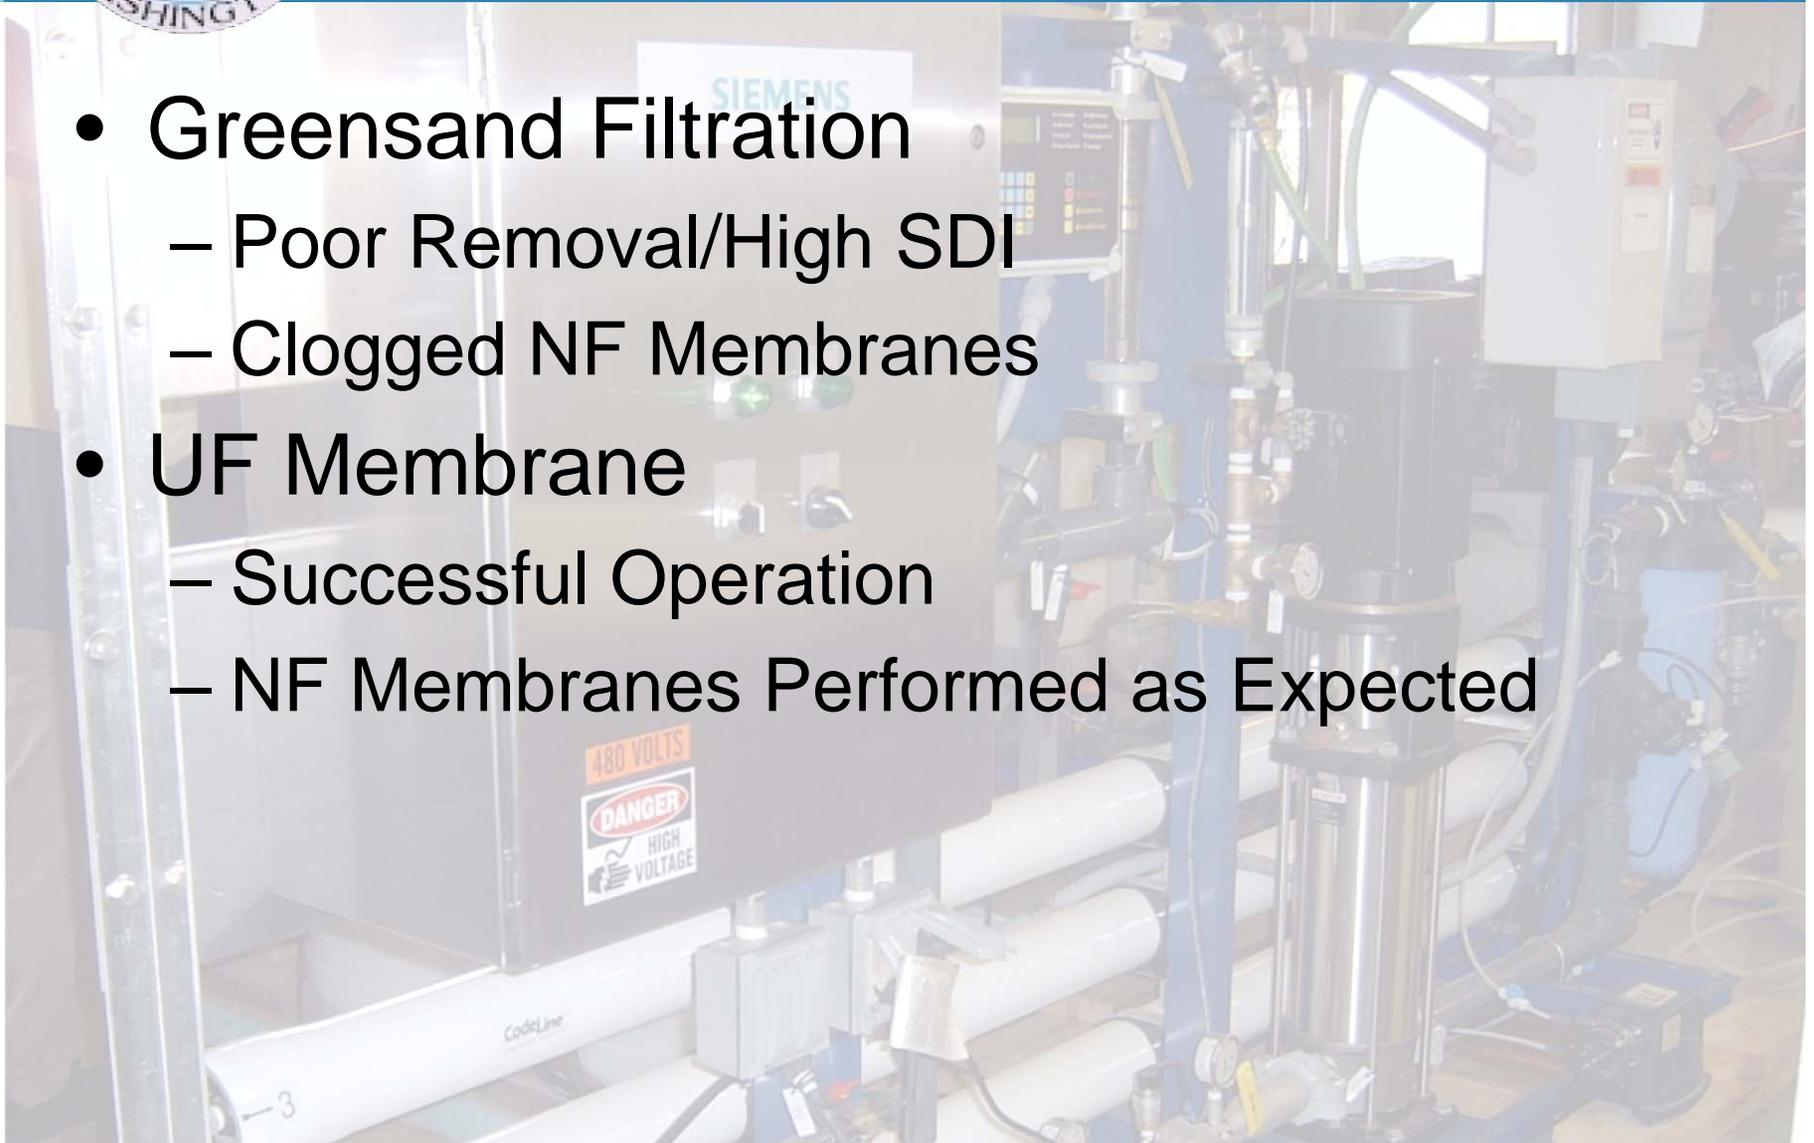 SIEMENS
• Greensand Filtration
– Poor Removal/High SDI
– Clogged NF Membranes
• UF Membrane
– Successful Operation
– NF Membranes Performed as Expected
480 VOLTS
DANGER
HIGH
VOLTAGE
CodeLine
3